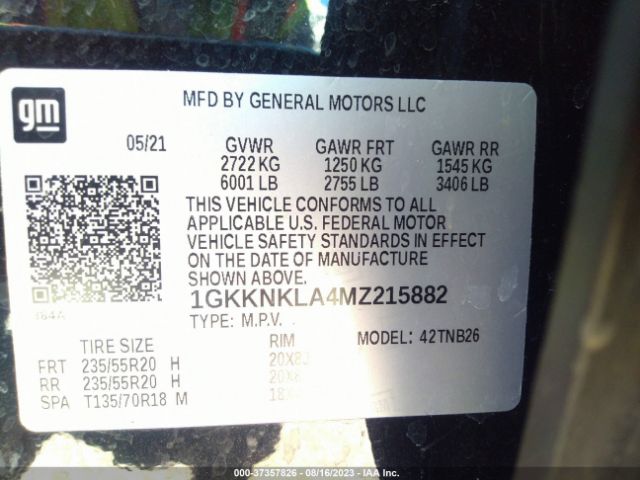 gm
MFD BY GENERAL MOTORS LLC
05/21 GVWR GAWR FRT GAWR RR
2722 KG 1250 KG 1545 KG
6001 LB 2755 LB 3406 LB
THIS VEHICLE CONFORMS TO ALL
APPLICABLE U.S. FEDERAL MOTOR
VEHICLE SAFETY STANDARDS IN EFFECT
ON THE DATE OF MANUFACTURE
SHOWN ABOVE.
1GKKNKLA4MZ215882
TYPE: M.P.V.
MODEL: 42TNB26
TIRE SIZE RIM
FRT 235/55R20 H
RR 235/55R20 H
SPA T135/70R18 M
000-37357826 - 08/16/2023 - IAA Inc.